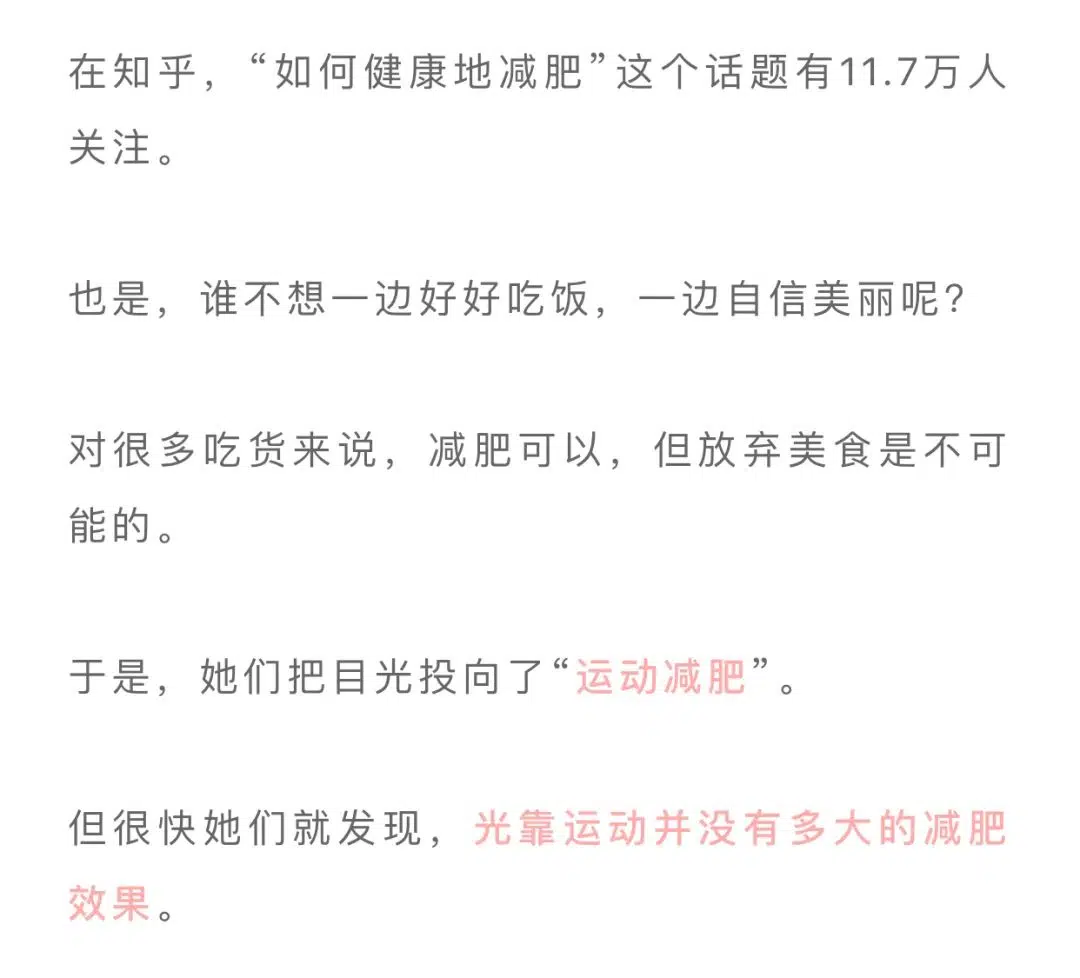 在知乎，“如何健康地减肥”这个话题有11.7万人
关注。
也是，谁不想一边好好吃饭，一边自信美丽呢？
对很多吃货来说，减肥可以，但放弃美食是不可
能的。
于是，她们把目光投向了“运动减肥”。
但很快她们就发现，光靠运动并没有多大的减肥
效果。